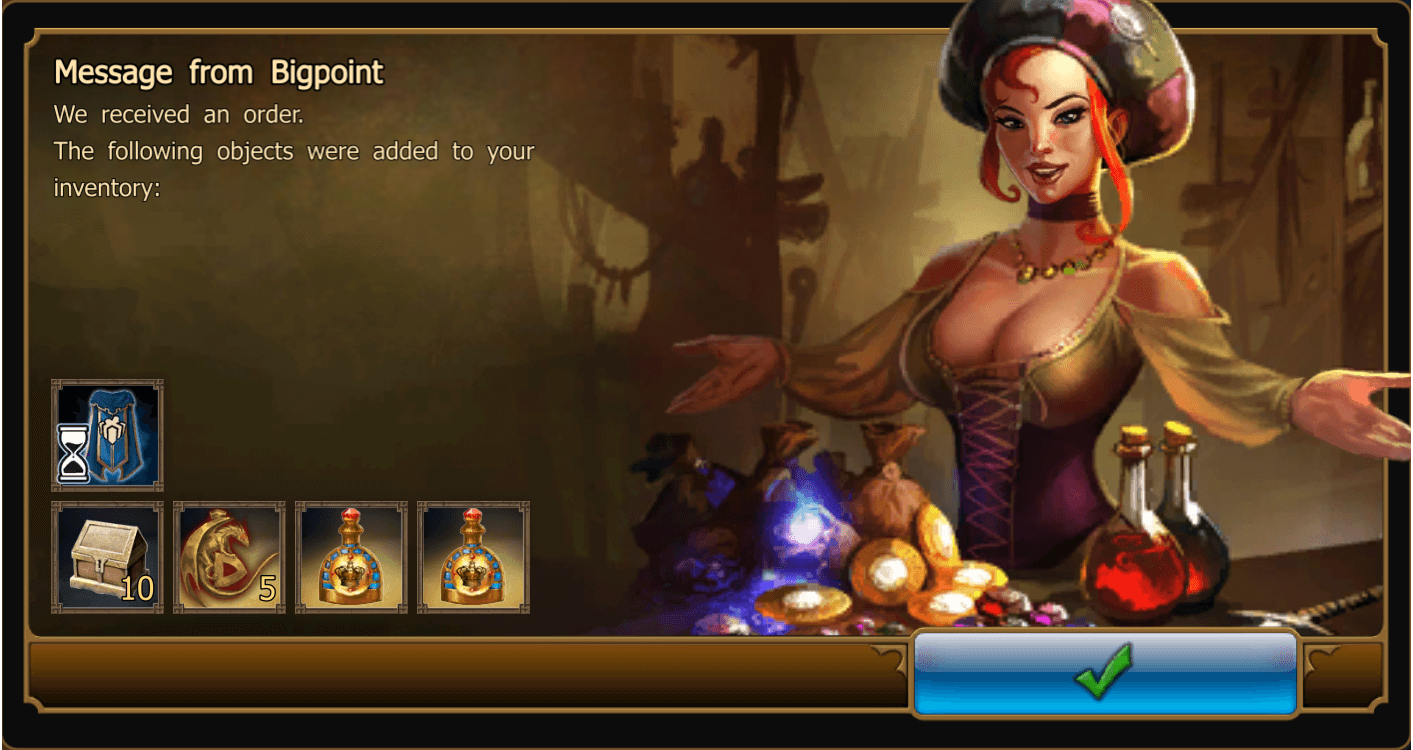 Message from Bigpoint
We received an order.
The following objects were added to your
inventory:
10
5